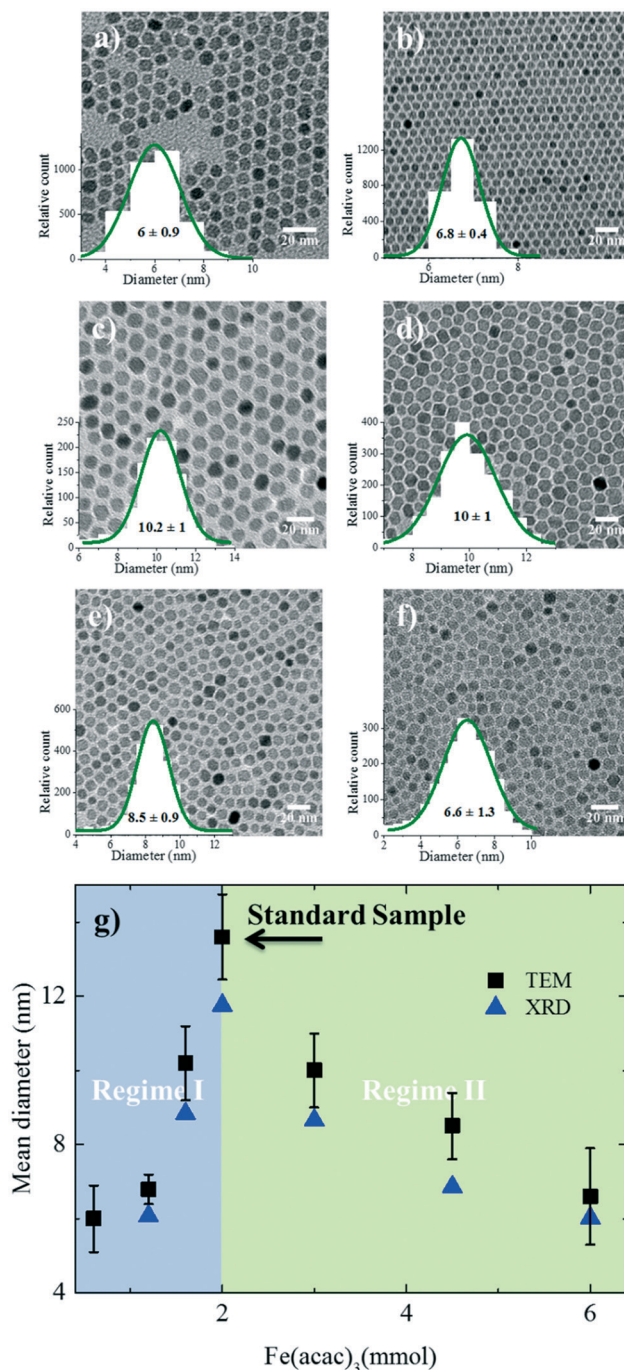 a)
Relative count
1000
500
0
6 ± 0.9
20 nm
4 6 8 10
Diameter (nm)
b)
Relative count
1200
800
400
0
6.8 ± 0.4
20 nm
6 8
Diameter (nm)
c)
Relative count
250
200
150
100
50
0
10.2 ± 1
20 nm
6 8 10 12 14
Diameter (nm)
d)
Relative count
400
300
200
100
0
10 ± 1
20 nm
8 10 12
Diameter (nm)
e)
Relative count
600
400
200
0
8.5 ± 0.9
20 nm
4 6 8 10 12
Diameter (nm)
f)
Relative count
300
200
100
0
6.6 ± 1.3
20 nm
2 4 6 8 10
Diameter (nm)
g)
Standard Sample
TEM
XRD
Regime I
Regime II
Mean diameter (nm)
12
8
4
2 4 6
Fe(acac)3(mmol)